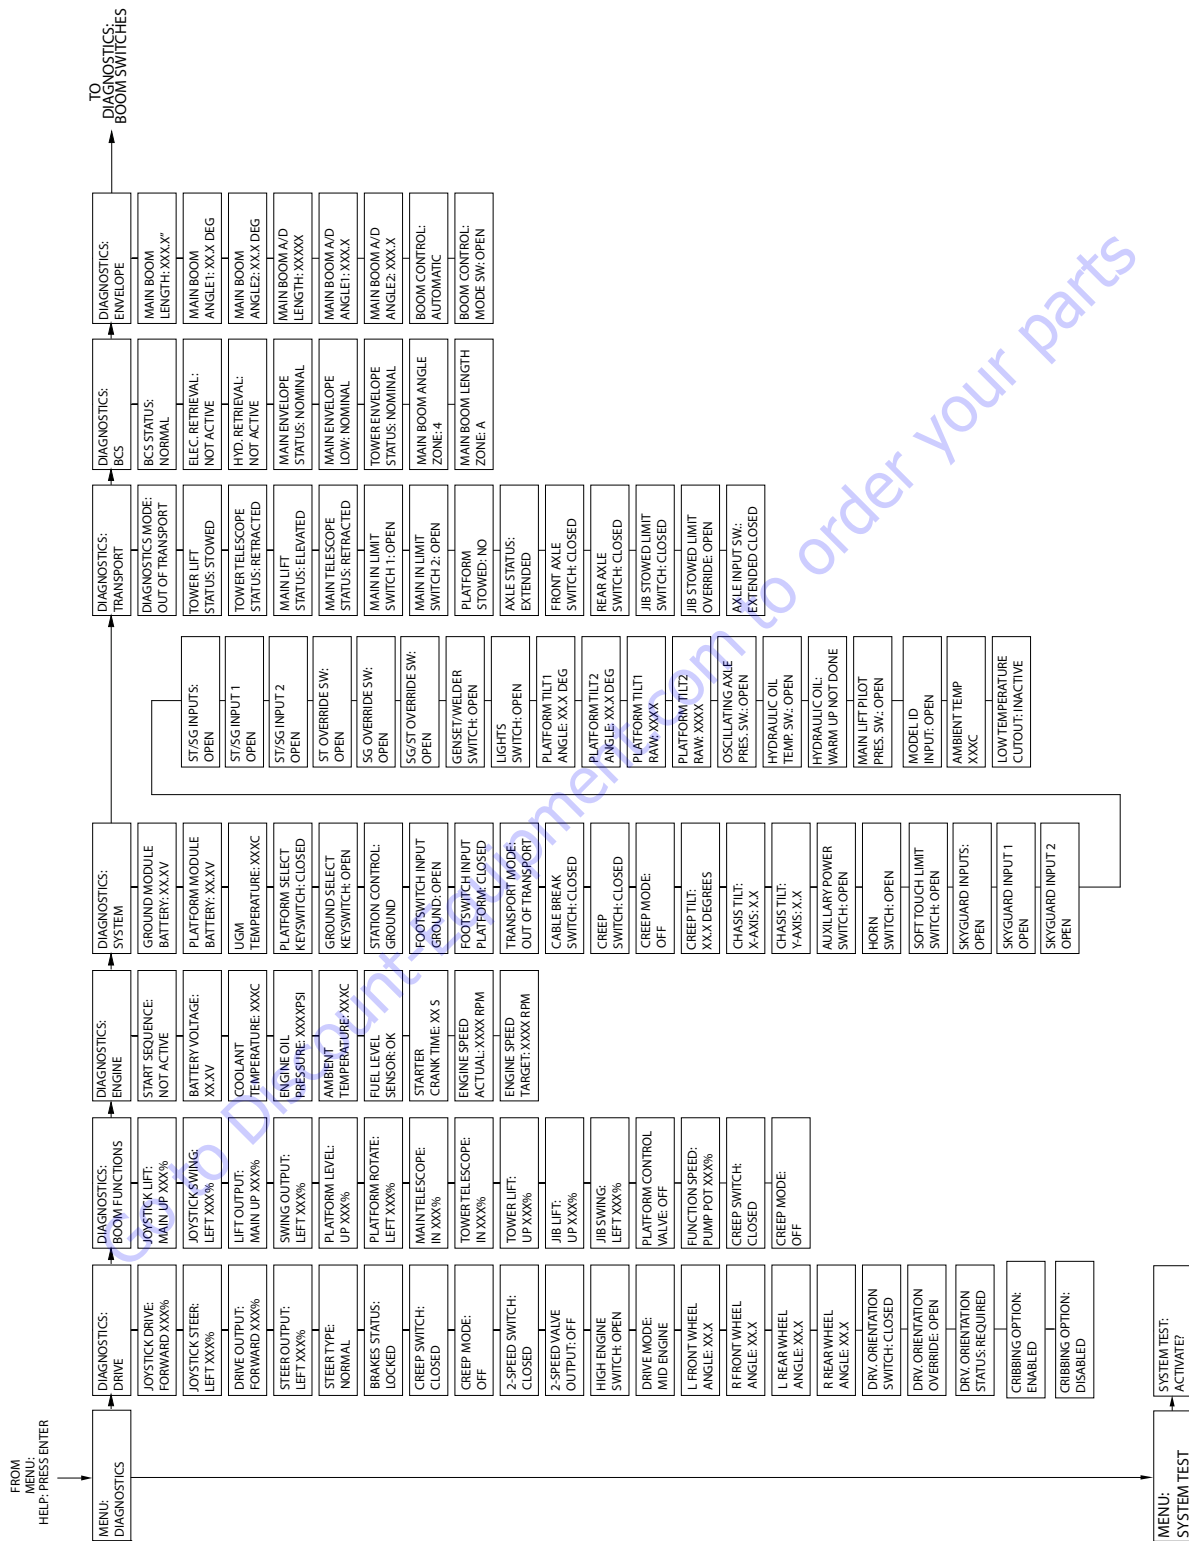 FROM
MENU:
HELP: PRESS ENTER
MENU:
DIAGNOSTICS
DIAGNOSTICS:
DRIVE
JOYSTICK DRIVE:
FORWARD XXX%
JOYSTICK STEER:
LEFT XXX%
DRIVE OUTPUT:
FORWARD XXX%
STEER OUTPUT:
LEFT XXX%
STEER TYPE:
NORMAL
BRAKES STATUS:
LOCKED
CREEP SWITCH:
CLOSED
CREEP MODE:
OFF
2-SPEED SWITCH:
CLOSED
2-SPEED VALVE
OUTPUT: OFF
HIGH ENGINE
SWITCH: OPEN
DRIVE MODE:
MID ENGINE
L FRONT WHEEL
ANGLE: XX.X
R FRONT WHEEL
ANGLE: XX.X
L REAR WHEEL
ANGLE: XX.X
R REAR WHEEL
ANGLE: XX.X
DRV. ORIENTATION
SWITCH: CLOSED
DRV. ORIENTATION
OVERRIDE: OPEN
DRV. ORIENTATION
STATUS: REQUIRED
CRIBBING OPTION:
ENABLED
CRIBBING OPTION:
DISABLED
DIAGNOSTICS:
BOOM FUNCTIONS
JOYSTICK LIFT:
MAIN UP XXX%
JOYSTICK SWING:
LEFT XXX%
LIFT OUTPUT:
MAIN UP XXX%
SWING OUTPUT:
LEFT XXX%
PLATFORM LEVEL:
UP XXX%
PLATFORM ROTATE:
LEFT XXX%
MAIN TELESCOPE:
IN XXX%
TOWER TELESCOPE:
IN XXX%
TOWER LIFT:
UP XXX%
JIB LIFT:
UP XXX%
JIB SWING:
LEFT XXX%
PLATFORM CONTROL
VALVE: OFF
FUNCTION SPEED:
PUMP POT XXX%
CREEP SWITCH:
CLOSED
CREEP MODE:
OFF
DIAGNOSTICS:
ENGINE
START SEQUENCE:
NOT ACTIVE
BATTERY VOLTAGE:
XX.XV
COOLANT
TEMPERATURE: XXXC
ENGINE OIL
PRESSURE: XXXXPSI
AMBIENT
TEMPERATURE: XXXC
FUEL LEVEL
SENSOR: OK
STARTER
CRANK TIME: XX S
ENGINE SPEED
ACTUAL: XXXX RPM
ENGINE SPEED
TARGET: XXXX RPM
DIAGNOSTICS:
SYSTEM
GROUND MODULE
BATTERY: XX.XV
PLATFORM MODULE
BATTERY: XX.XV
UGM
TEMPERATURE: XXXC
PLATFORM SELECT
KEYSWITCH: CLOSED
GROUND SELECT
KEYSWITCH: OPEN
STATION CONTROL:
GROUND
FOOTSWITCH INPUT
GROUND: OPEN
FOOTSWITCH INPUT
PLATFORM: CLOSED
TRANSPORT MODE:
OUT OF TRANSPORT
CABLE BREAK
SWITCH: CLOSED
CREEP
SWITCH: CLOSED
CREEP MODE:
OFF
CREEP TILT:
XX.X DEGREES
CHASIS TILT:
X-AXIS: X.X
CHASIS TILT:
Y-AXIS: X.X
AUXILLARY POWER
SWITCH: OPEN
HORN
SWITCH: OPEN
SOFT TOUCH LIMIT
SWITCH: OPEN
SKYGUARD INPUTS:
OPEN
SKYGUARD INPUT 1
OPEN
SKYGUARD INPUT 2
OPEN
ST/SG INPUTS:
OPEN
ST/SG INPUT 1
OPEN
ST/SG INPUT 2
OPEN
ST OVERRIDE SW:
OPEN
SG OVERRIDE SW:
OPEN
SG/ST OVERRIDE SW:
OPEN
GENSET/WELDER
SWITCH: OPEN
LIGHTS
SWITCH: OPEN
PLATFORM TILT1
ANGLE: XX.X DEG
PLATFORM TILT2
ANGLE: XX.X DEG
PLATFORM TILT1
RAW: XXXX
PLATFORM TILT2
RAW: XXXX
OSCILLATING AXLE
PRES. SW.: OPEN
HYDRAULIC OIL
TEMP. SW.: OPEN
HYDRAULIC OIL:
WARM UP NOT DONE
MAIN LIFT PILOT
PRES. SW.: OPEN
MODEL ID
INPUT: OPEN
AMBIENT TEMP
XXC
LOW TEMPERATURE
CUTOUT: INACTIVE
DIAGNOSTICS:
TRANSPORT
DIAGNOSTICS MODE:
OUT OF TRANSPORT
TOWER LIFT
STATUS: STOWED
TOWER TELESCOPE
STATUS: RETRACTED
MAIN LIFT
STATUS: ELEVATED
MAIN TELESCOPE
STATUS: RETRACTED
MAIN IN LIMIT
SWITCH 1: OPEN
MAIN IN LIMIT
SWITCH 2: OPEN
PLATFORM
STOWED: NO
AXLE STATUS:
EXTENDED
FRONT AXLE
SWITCH: CLOSED
REAR AXLE
SWITCH: CLOSED
JIB STOWED LIMIT
SWITCH: CLOSED
JIB STOWED LIMIT
OVERRIDE: OPEN
AXLE INPUT SW.:
EXTENDED CLOSED
DIAGNOSTICS:
BCS
BCS STATUS:
NORMAL
ELEC. RETRIEVAL:
NOT ACTIVE
HYD. RETRIEVAL:
NOT ACTIVE
MAIN ENVELOPE
STATUS: NOMINAL
MAIN ENVELOPE
LOW: NOMINAL
TOWER ENVELOPE
STATUS: NOMINAL
MAIN BOOM ANGLE
ZONE: 4
MAIN BOOM LENGTH
ZONE: A
DIAGNOSTICS:
ENVELOPE
MAIN BOOM
LENGTH: XXX.X"
MAIN BOOM
ANGLE1: XX.X DEG
MAIN BOOM
ANGLE2: XX.X DEG
MAIN BOOM A/D
LENGTH: XXXXX
MAIN BOOM A/D
ANGLE1: XXX.X
MAIN BOOM A/D
ANGLE2: XXX.X
BOOM CONTROL:
AUTOMATIC
BOOM CONTROL:
MODE SW: OPEN
TO
DIAGNOSTICS:
BOOM SWITCHES
MENU:
SYSTEM TEST
SYSTEM TEST:
ACTIVATE?
Go to Discount-Equipment.com to order your parts